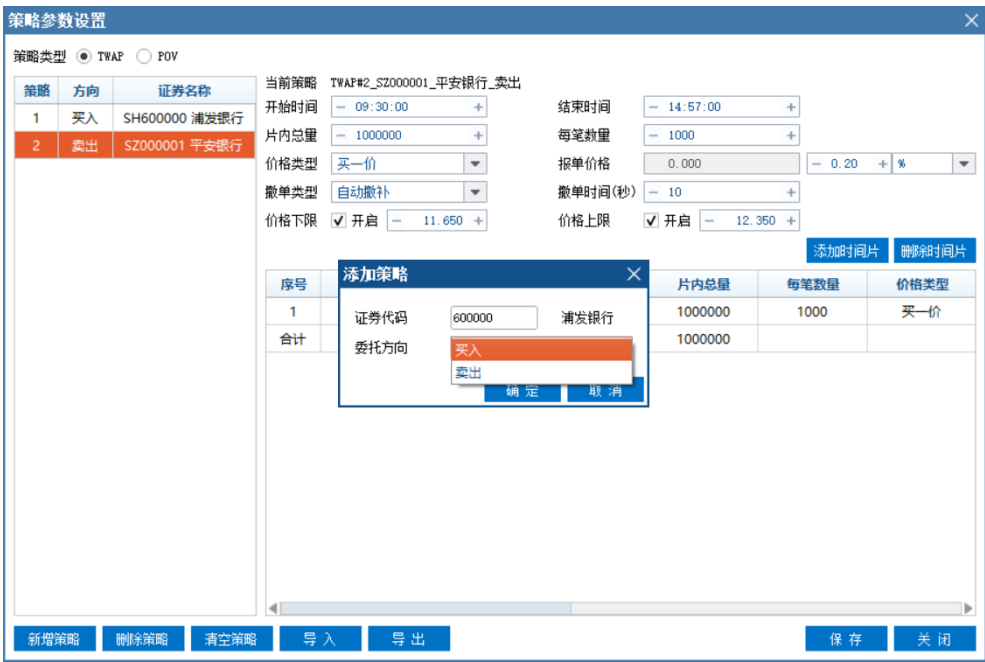 策略参数设置
策略类型 TWAP POV
策略 方向 证券名称
1 买入 SH600000 浦发银行
2 卖出 SZ000001 平安银行
当前策略 TWAP#2_SZ000001_平安银行_卖出
开始时间 − 09:30:00 + 结束时间 − 14:57:00 +
片内总量 − 1000000 + 每笔数量 − 1000 +
价格类型 买一价 报单价格 0.000 − 0.20 + %
撤单类型 自动撤补 撤单时间(秒) − 10 +
价格下限 开启 − 11.650 + 价格上限 开启 − 12.350 +
添加时间片 删除时间片
序号 片内总量 每笔数量 价格类型
1 1000000 1000 买一价
合计 1000000
添加策略
证券代码 600000 浦发银行
委托方向 买入
卖出
确定 取消
新增策略 删除策略 清空策略 导入 导出 保存 关闭